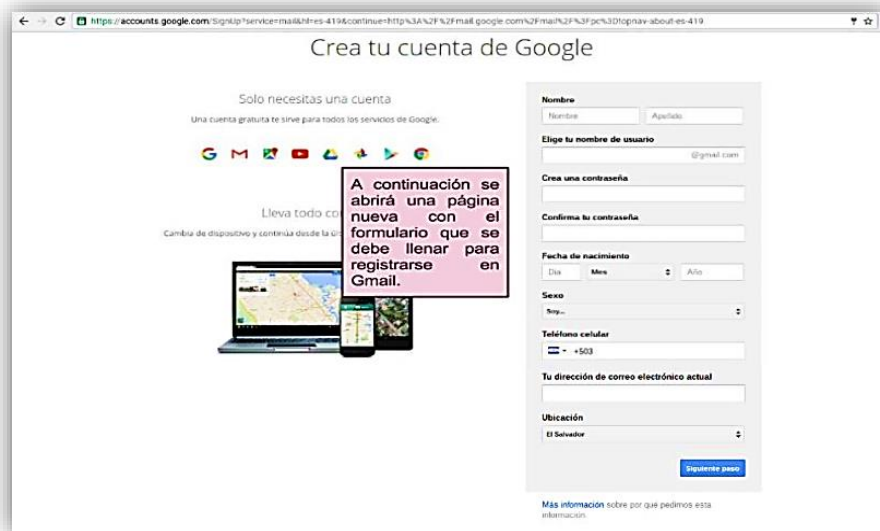 https://accounts.google.com/SignUp?service=mail&hl=es-419&continue=http%3A%2F%2Fmail.google.com%2Fmail%2F%3Fpc%3Dtopnav-about-es-419
Crea tu cuenta de Google
Solo necesitas una cuenta
Una cuenta gratuita te sirve para todos los servicios de Google.
A continuación se
abrirá una página
nueva con el
formulario que se
debe llenar para
registrarse en
Gmail.
Lleva todo co
Cambia de dispositivo y continúa desde la úl
Nombre
Nombre Apellido
Elige tu nombre de usuario
@gmail.com
Crea una contraseña
Confirma tu contraseña
Fecha de nacimiento
Día Mes Año
Sexo
Soy...
Teléfono celular
+503
Tu dirección de correo electrónico actual
Ubicación
El Salvador
Siguiente paso
Más información sobre por qué pedimos esta
información.